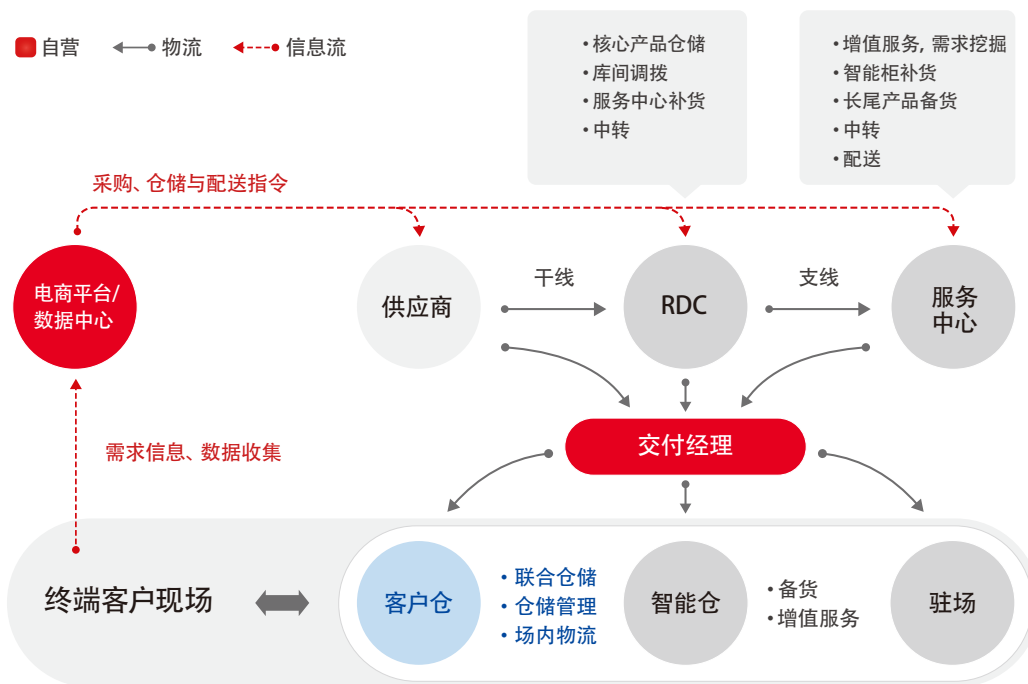 自营
物流
信息流
•核心产品仓储
•库间调拨
•服务中心补货
•中转
•增值服务, 需求挖掘
•智能柜补货
•长尾产品备货
•中转
•配送
采购、仓储与配送指令
电商平台/
数据中心
供应商
干线
RDC
支线
服务
中心
需求信息、数据收集
交付经理
终端客户现场
客户仓
•联合仓储
•仓储管理
•场内物流
智能仓
•备货
•增值服务
驻场